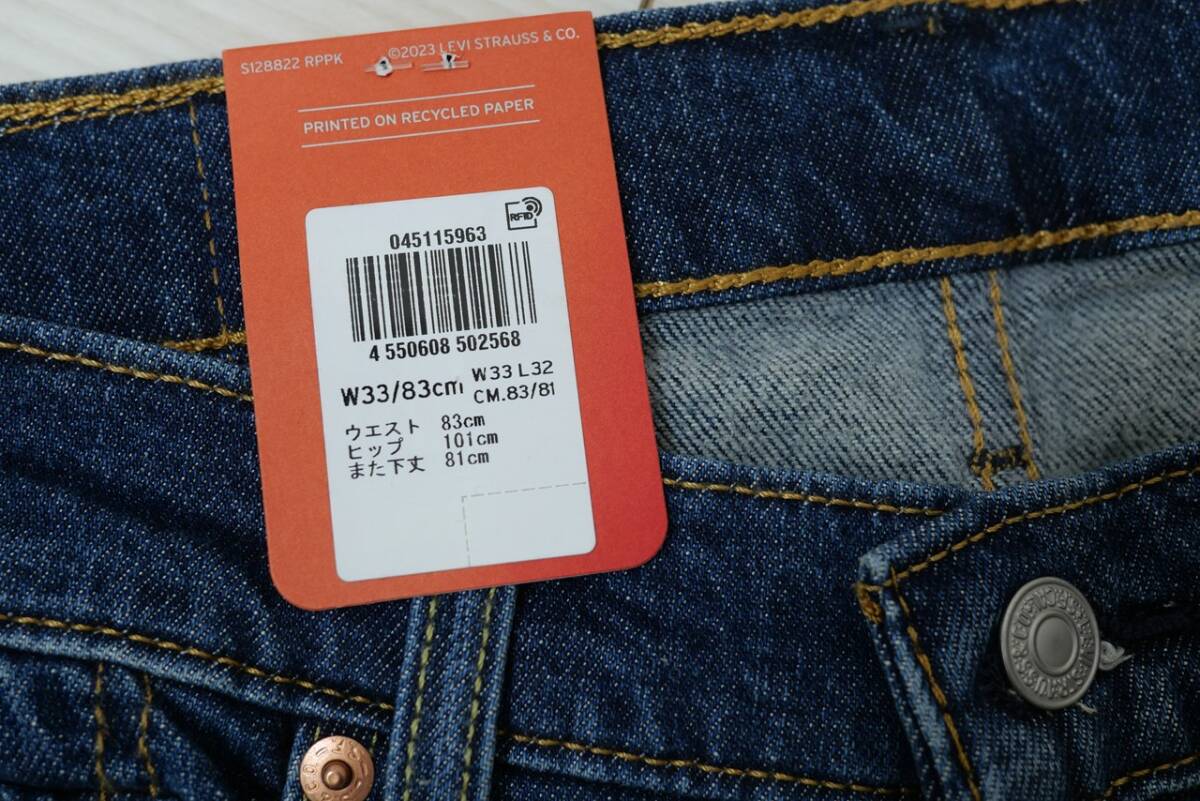 S128822 RPPK ©2023 LEVI STRAUSS & CO.
PRINTED ON RECYCLED PAPER
RFID
045115963
4 550608 502568
W33/83cm W33 L32
CM.83/81
ウエスト 83cm
ヒップ 101cm
また下丈 81cm